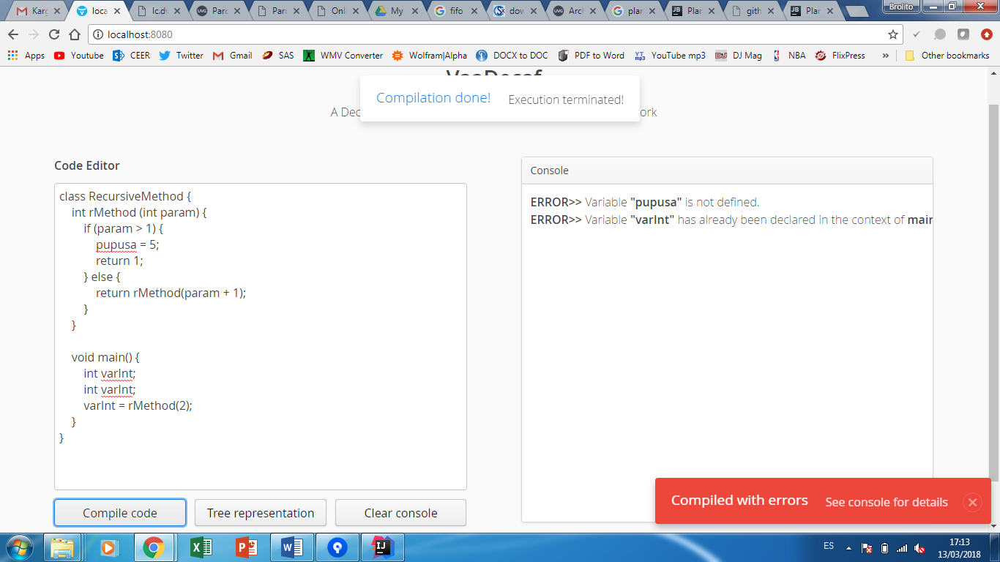 Karg
loca
lc.dv
Parc
Parc
Onl
My
fifo
dow
Arcl
plar
Plar
gith
Plar
Brolito
localhost:8080
Apps Youtube CEER Twitter Gmail SAS WMV Converter Wolfram|Alpha DOCX to DOC PDF to Word YouTube mp3 DJ Mag NBA FlixPress » Other bookmarks
VaaDecaf
Compilation done! Execution terminated!
A Dec ork
Code Editor
class RecursiveMethod {
int rMethod (int param) {
if (param > 1) {
pupusa = 5;
return 1;
} else {
return rMethod(param + 1);
}
}
void main() {
int varInt;
int varInt;
varInt = rMethod(2);
}
}
Compile code
Tree representation
Clear console
Console
ERROR>> Variable "pupusa" is not defined.
ERROR>> Variable "varInt" has already been declared in the context of main
Compiled with errors See console for details
ES
17:13
13/03/2018